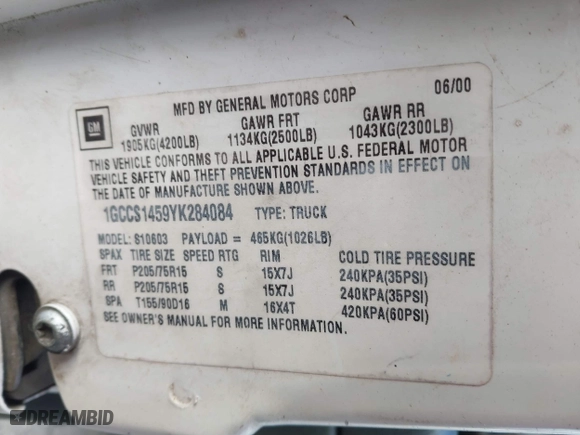 MFD BY GENERAL MOTORS CORP 06/00
GM
GVWR GAWR FRT GAWR RR
1905KG(4200LB) 1134KG(2500LB) 1043KG(2300LB)
THIS VEHICLE CONFORMS TO ALL APPLICABLE U.S. FEDERAL MOTOR
VEHICLE SAFETY AND THEFT PREVENTION STANDARDS IN EFFECT ON
THE DATE OF MANUFACTURE SHOWN ABOVE.
1GCCS1459YK284084 TYPE: TRUCK
MODEL: S10603 PAYLOAD = 465KG(1026LB)
SPAX TIRE SIZE SPEED RTG RIM COLD TIRE PRESSURE
FRT P205/75R15 S 15X7J 240KPA(35PSI)
RR P205/75R15 S 15X7J 240KPA(35PSI)
SPA T155/90D16 M 16X4T 420KPA(60PSI)
SEE OWNER'S MANUAL FOR MORE INFORMATION.
DREAMBID